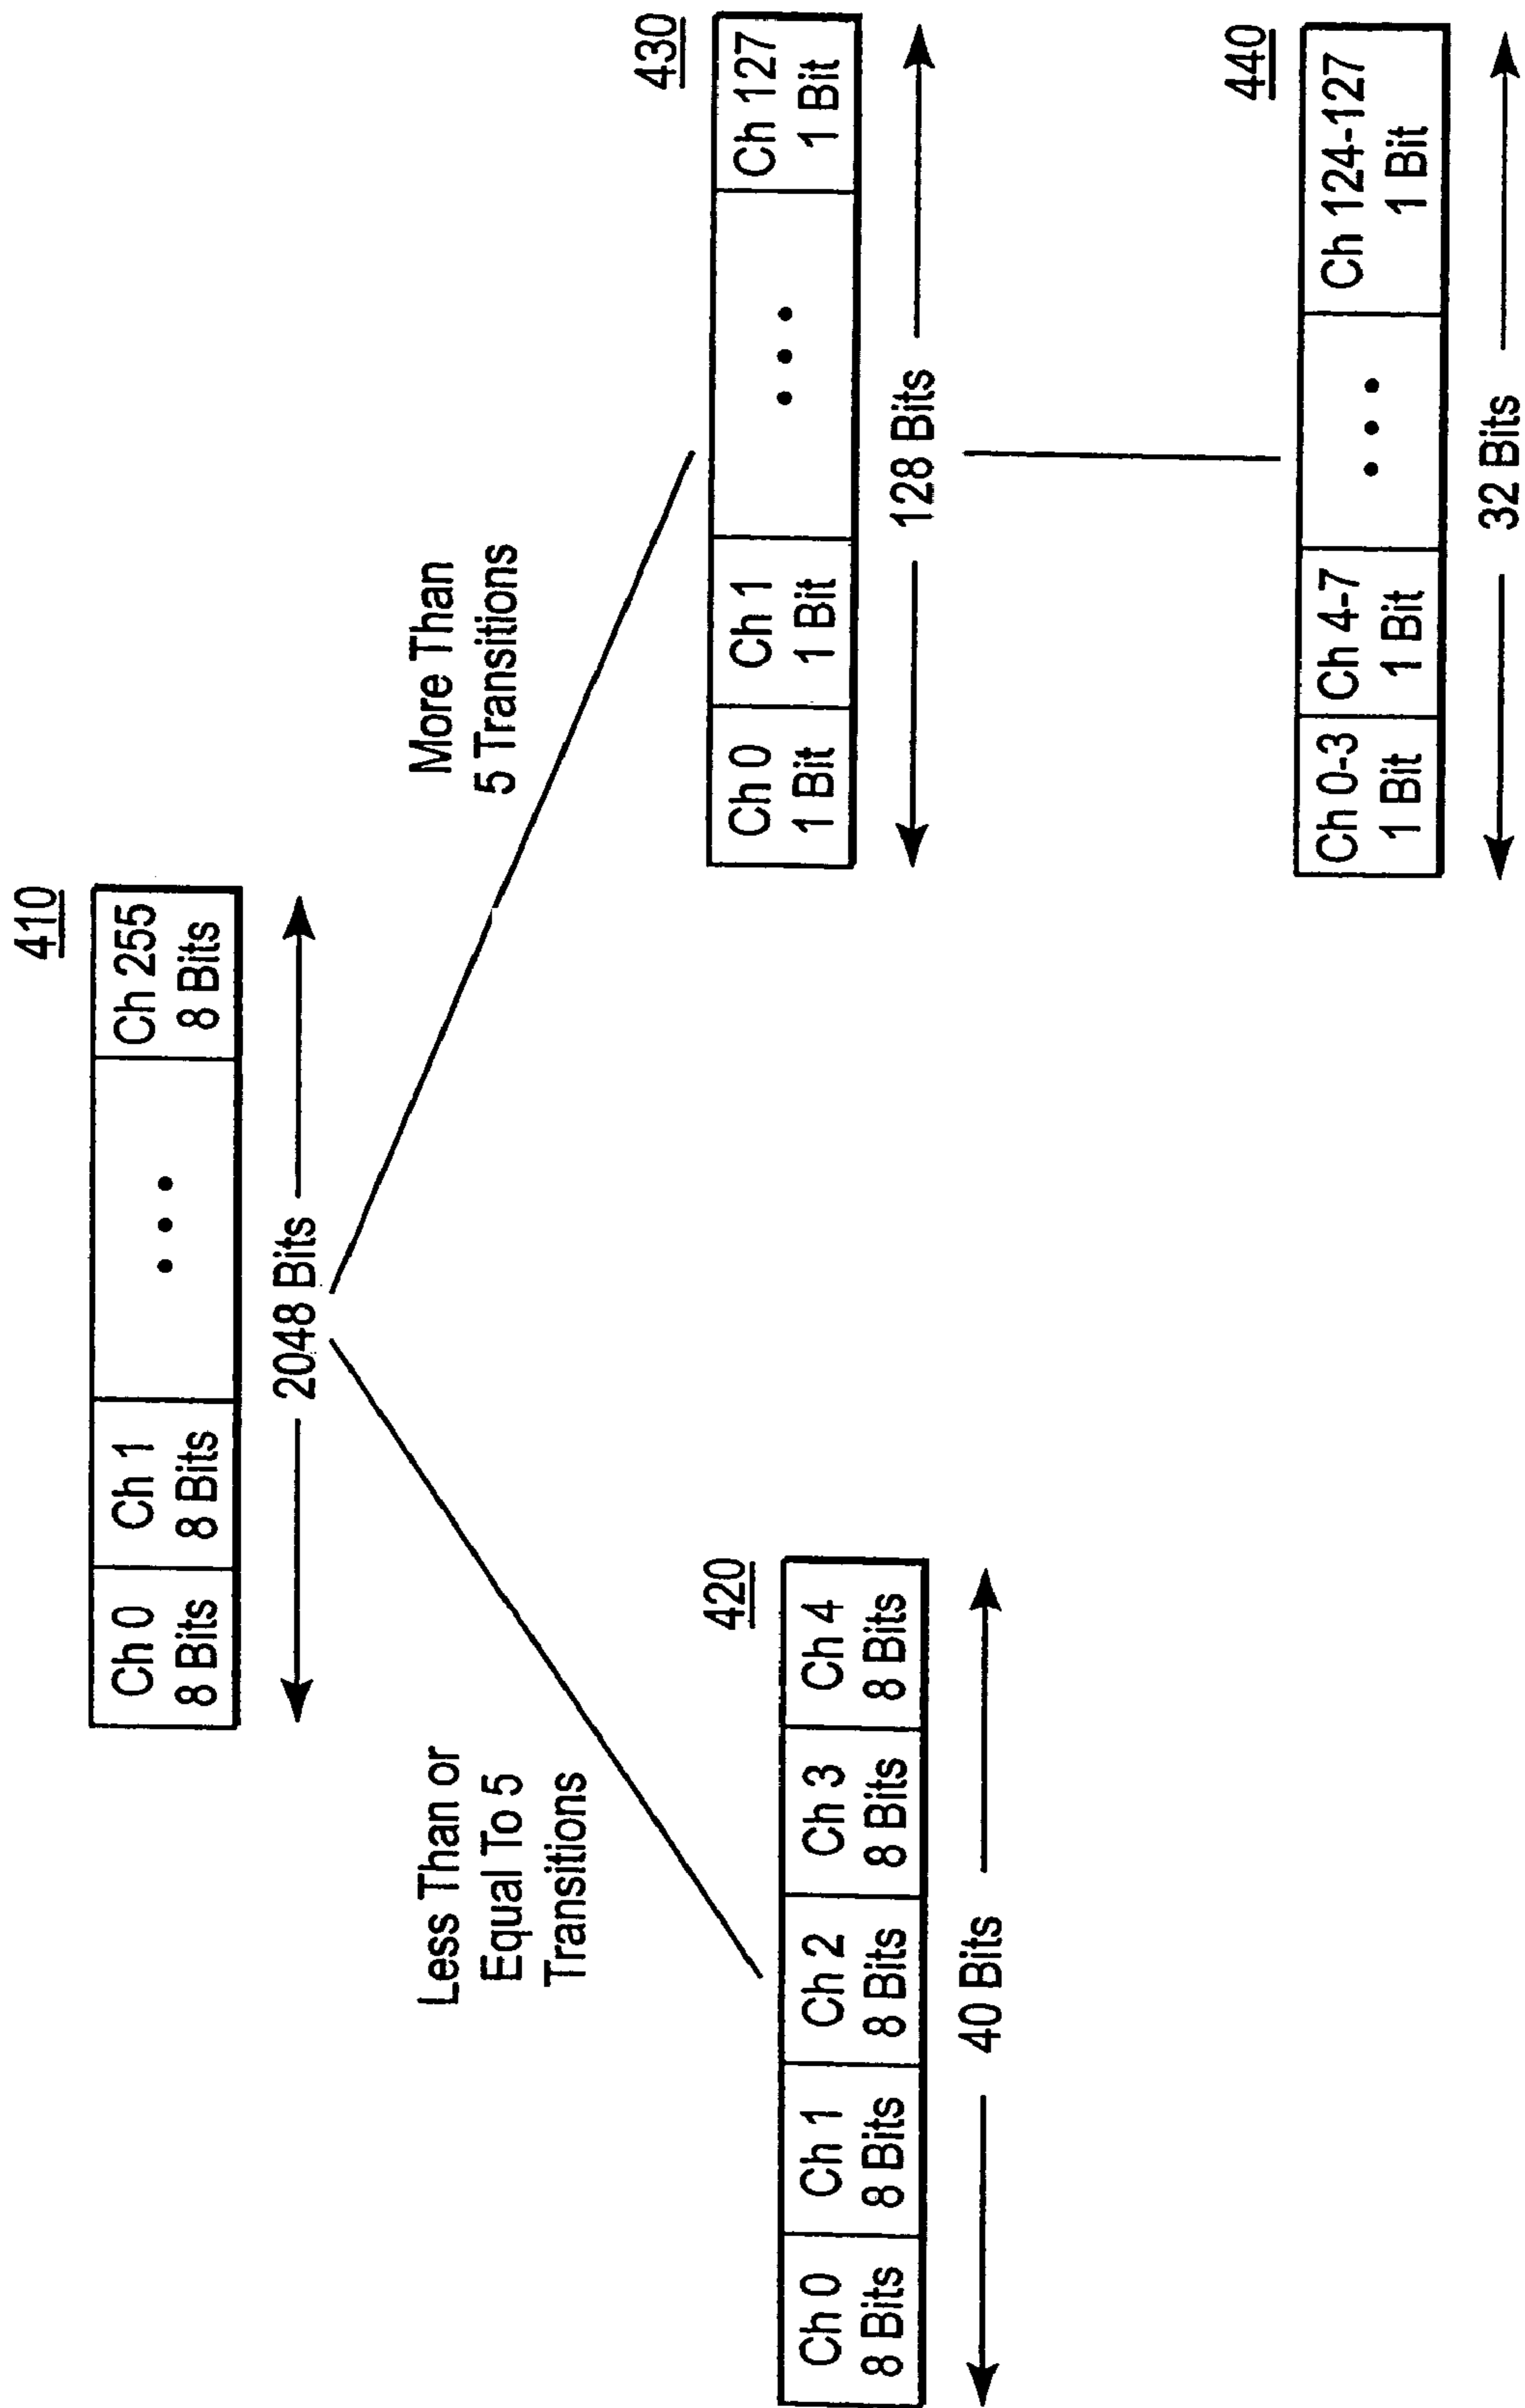 410
Ch 0
8 Bits
Ch 1
8 Bits
• • •
Ch 255
8 Bits
2048 Bits
Less Than or
Equal To 5
Transitions
More Than
5 Transitions
420
Ch 0
8 Bits
Ch 1
8 Bits
Ch 2
8 Bits
Ch 3
8 Bits
Ch 4
8 Bits
40 Bits
430
Ch 0
1 Bit
Ch 1
1 Bit
• • •
Ch 127
1 Bit
128 Bits
440
Ch 0-3
1 Bit
Ch 4-7
1 Bit
• • •
Ch 124-127
1 Bit
32 Bits